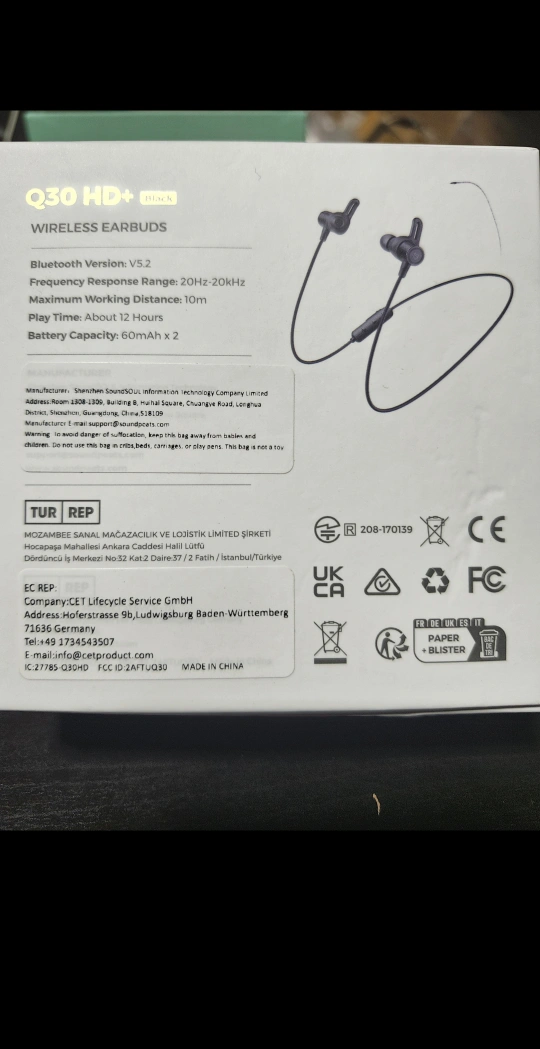 Q30 HD+ Black
WIRELESS EARBUDS
Bluetooth Version: V5.2
Frequency Response Range: 20Hz-20kHz
Maximum Working Distance: 10m
Play Time: About 12 Hours
Battery Capacity: 60mAh x 2
Manufacturer: Shenzhen SoundSOUL Information Technology Company Limited
Address:Room 1308-1309, Building B, Huihai Square, Chuangye Road, Longhua
District, Shenzhen, Guangdong, China,518109
Manufacturer E-mail:support@soundpeats.com
Warning To avoid danger of suffocation, keep this bag away from babies and
children. Do not use this bag in cribs,beds, carriages, or play pens. This bag is not a toy
TUR REP
MOZAMBEE SANAL MAĞAZACILIK VE LOJİSTİK LİMİTED ŞİRKETİ
Hocapaşa Mahallesi Ankara Caddesi Halil Lütfü
Dördüncü İş Merkezi No:32 Kat:2 Daire:37 / 2 Fatih / İstanbul/Türkiye
EC REP:
Company:CET Lifecycle Service GmbH
Address:Hoferstrasse 9b,Ludwigsburg Baden-Württemberg
71636 Germany
Tel:+49 1734543507
E-mail:info@cetproduct.com
IC:27785-Q30HD FCC ID:2AFTUQ30 MADE IN CHINA
R 208-170139
CE
UK
CA
FC
FR DE UK ES IT
PAPER
+ BLISTER
BAC
DE
TRI